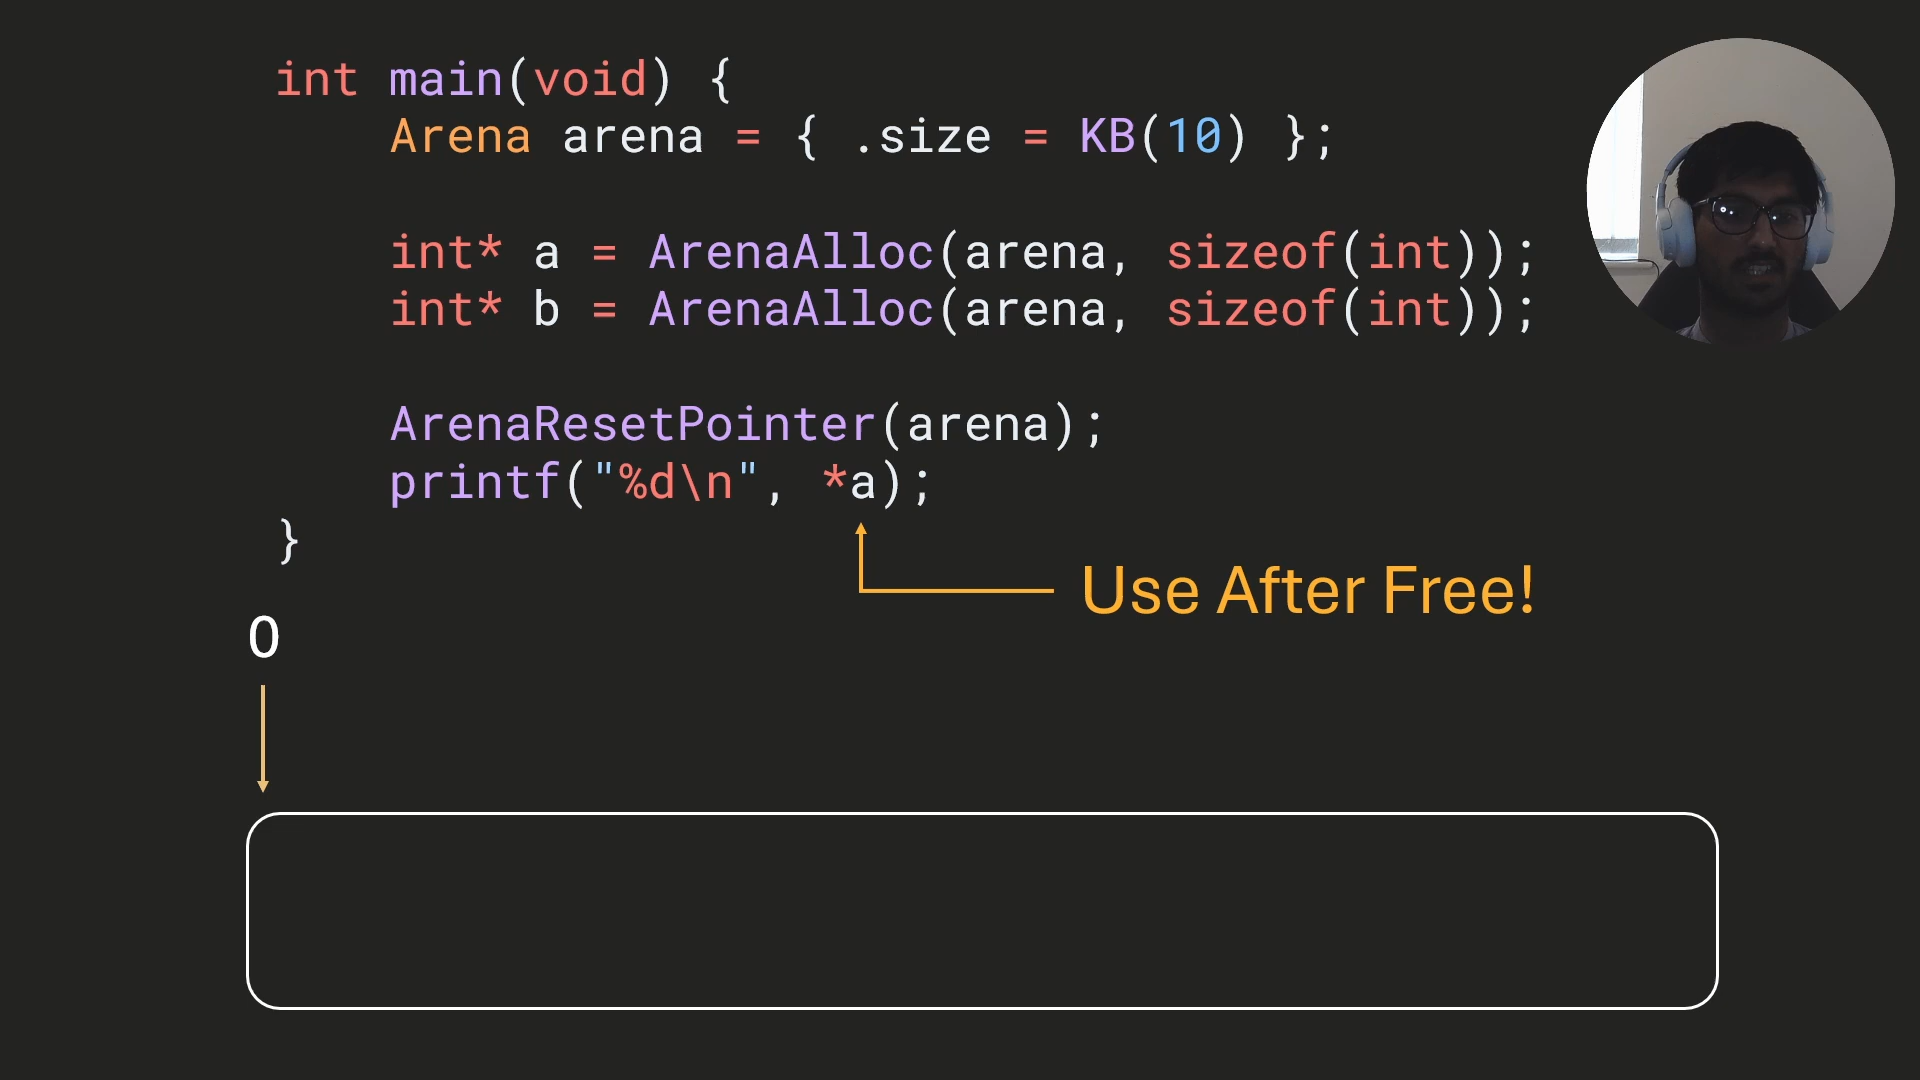 int main(void) {
Arena arena = { .size = KB(10) };
int* a = ArenaAlloc(arena, sizeof(int));
int* b = ArenaAlloc(arena, sizeof(int));
ArenaResetPointer(arena);
printf("%d\n", *a);
}
Use After Free!
0